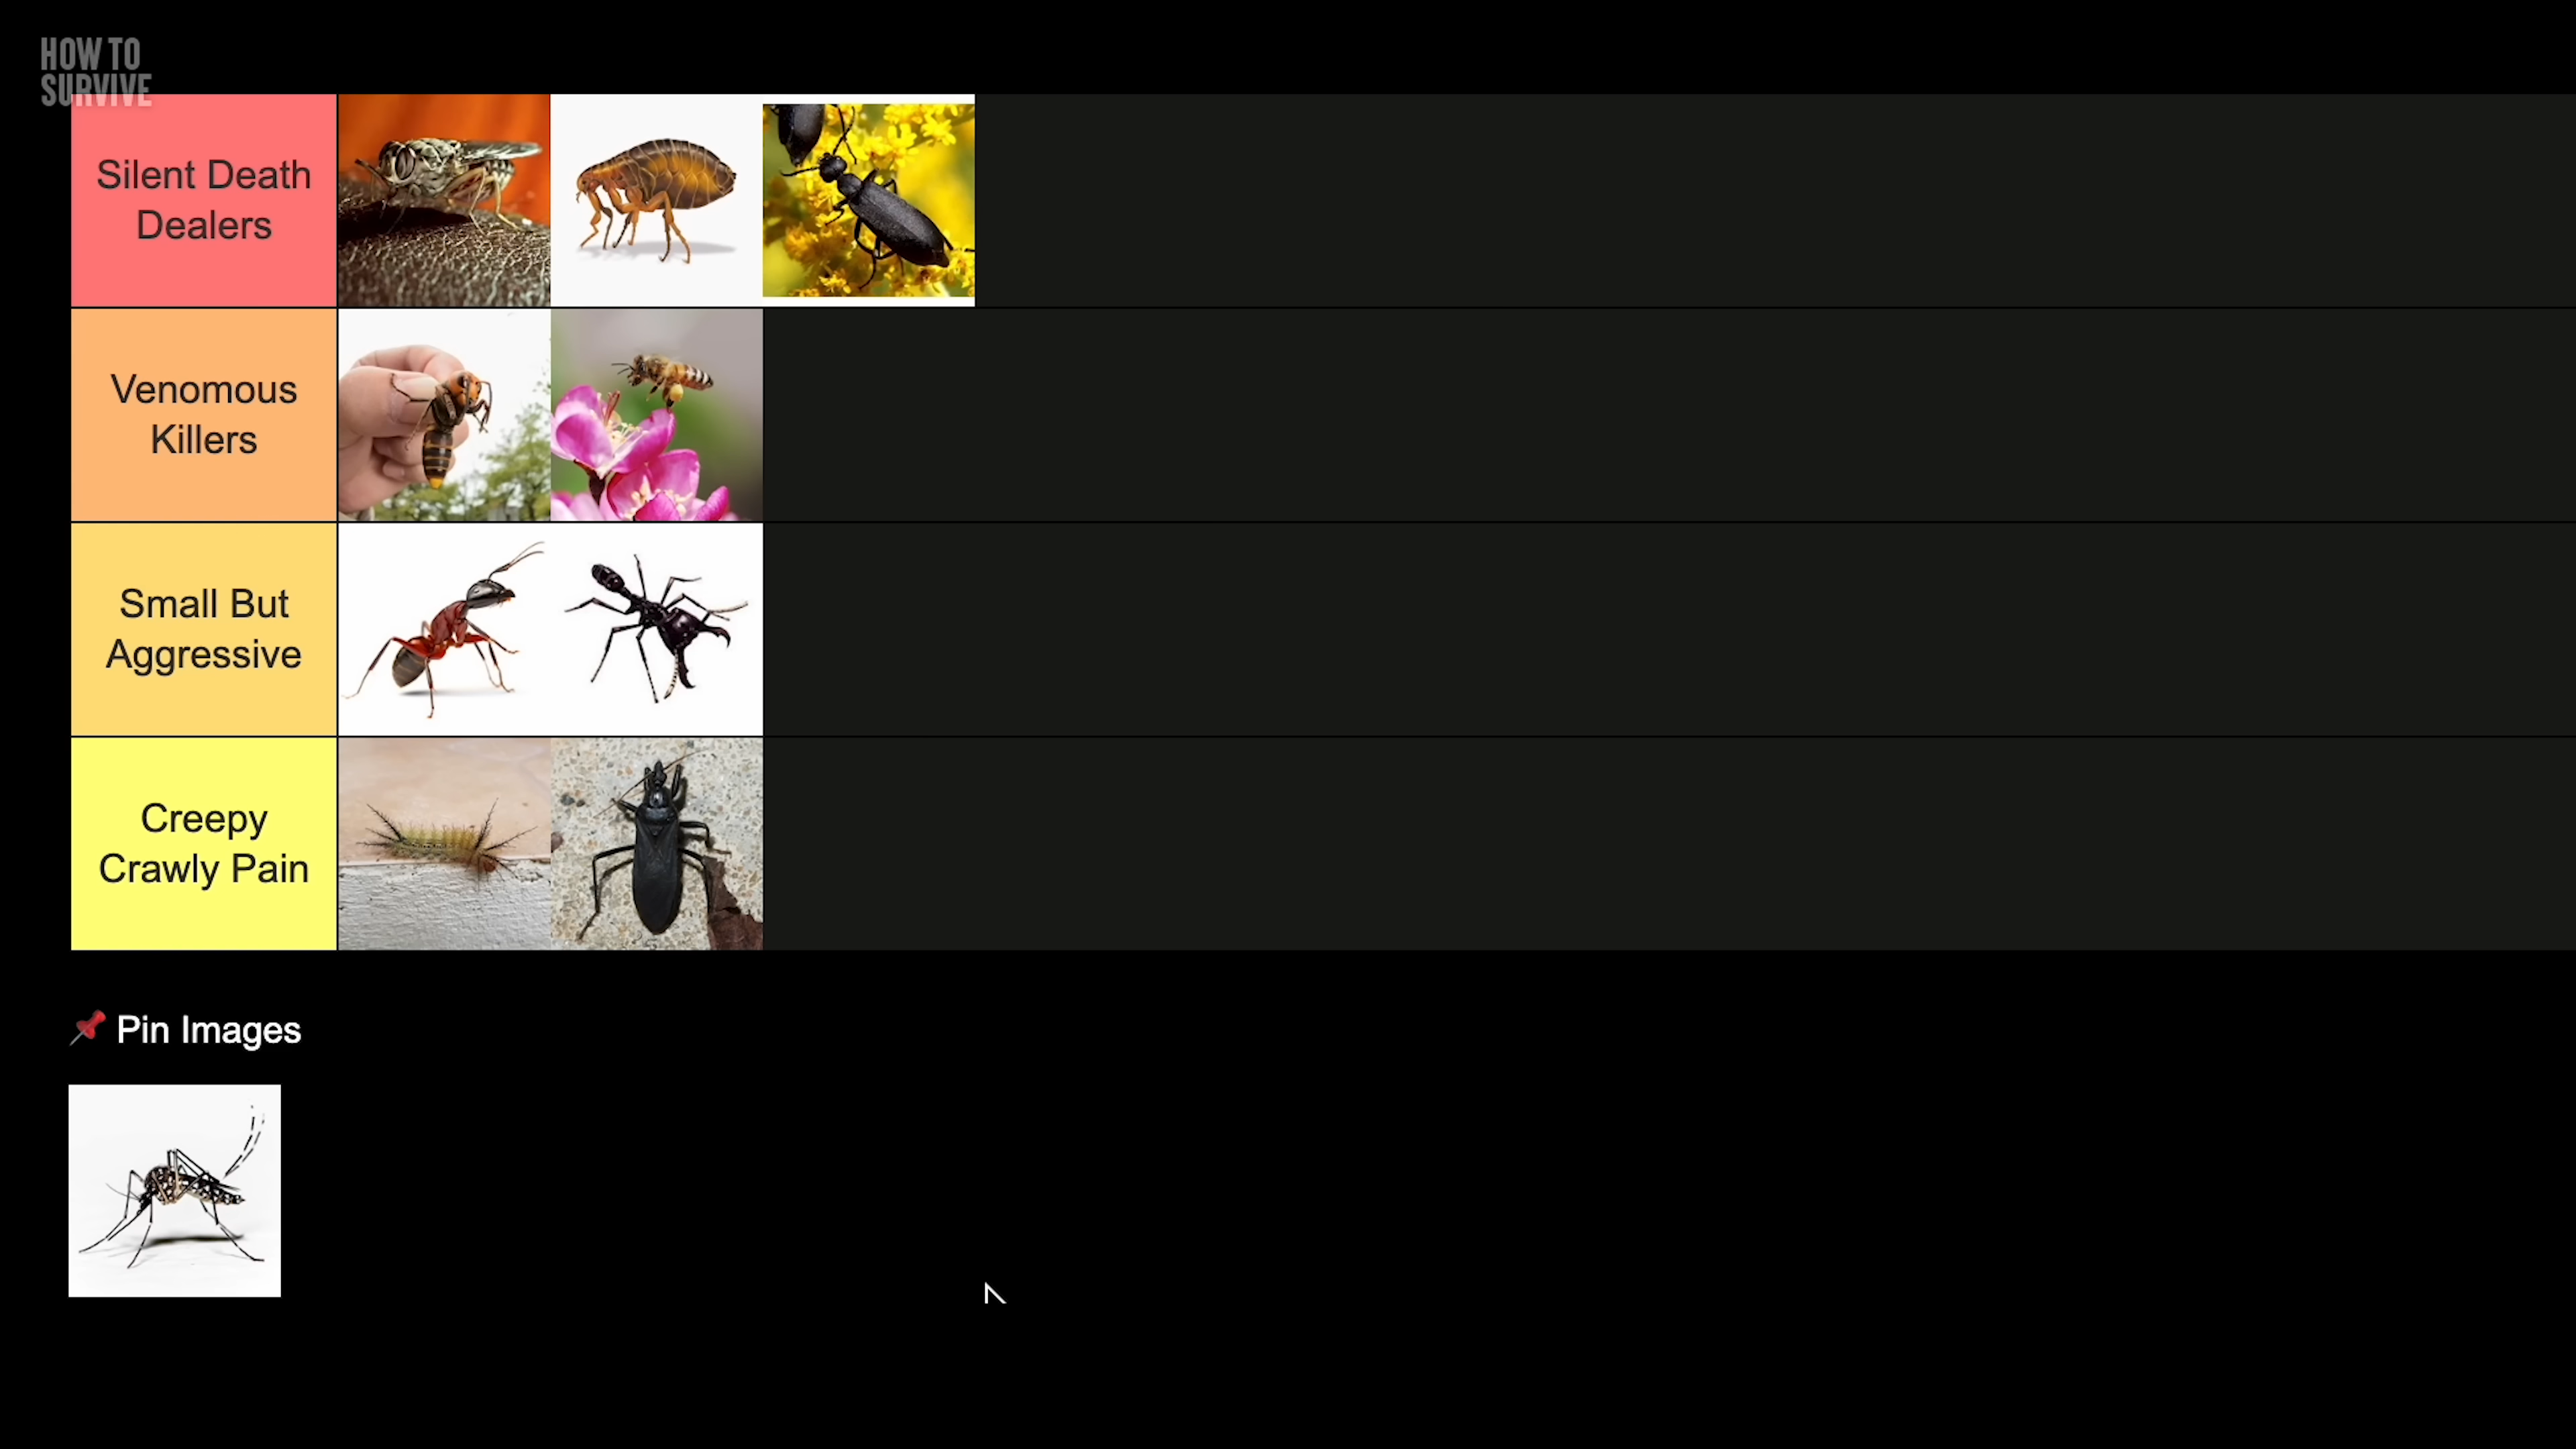 HOW TO
SURVIVE
Silent Death
Dealers
Venomous
Killers
Small But
Aggressive
Creepy
Crawly Pain
Pin Images